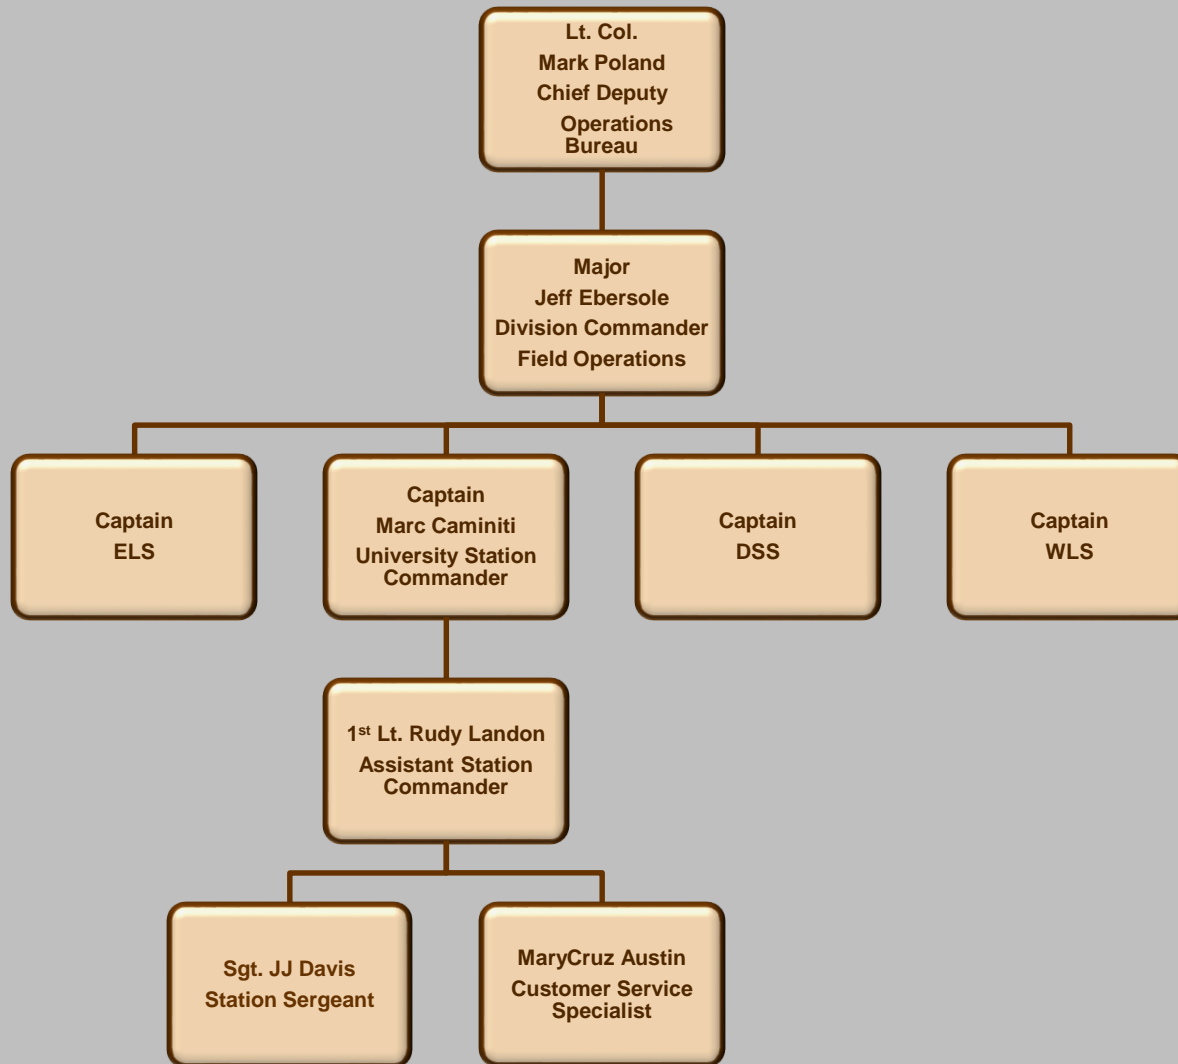 Lt. Col.
Mark Poland
Chief Deputy
Operations
Bureau
Major
Jeff Ebersole
Division Commander
Field Operations
Captain
ELS
Captain
Marc Caminiti
University Station
Commander
Captain
DSS
Captain
WLS
1st Lt. Rudy Landon
Assistant Station
Commander
Sgt. JJ Davis
Station Sergeant
MaryCruz Austin
Customer Service
Specialist